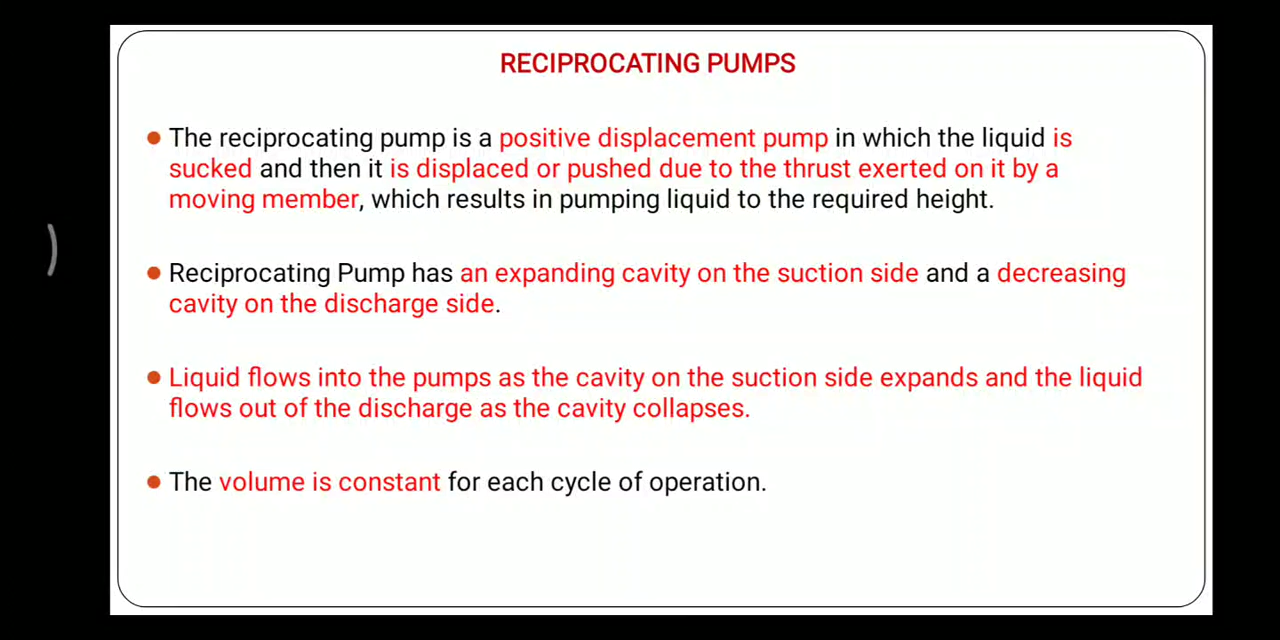 RECIPROCATING PUMPS
● The reciprocating pump is a positive displacement pump in which the liquid is
sucked and then it is displaced or pushed due to the thrust exerted on it by a
moving member, which results in pumping liquid to the required height.
● Reciprocating Pump has an expanding cavity on the suction side and a decreasing
cavity on the discharge side.
● Liquid flows into the pumps as the cavity on the suction side expands and the liquid
flows out of the discharge as the cavity collapses.
● The volume is constant for each cycle of operation.